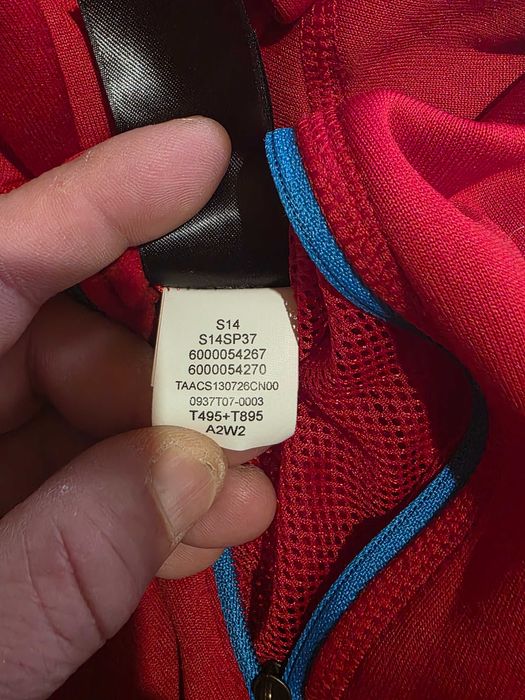 S14
S14SP37
6000054267
6000054270
TAACS130726CN00
0937T07-0003
T495+T895
A2W2